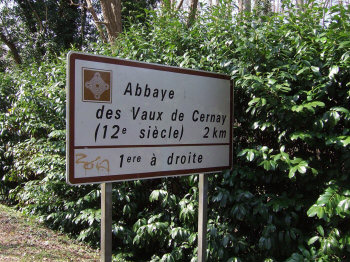 Abbaye
des Vaux de Cernay
(12e siècle) 2 km
1ere à droite